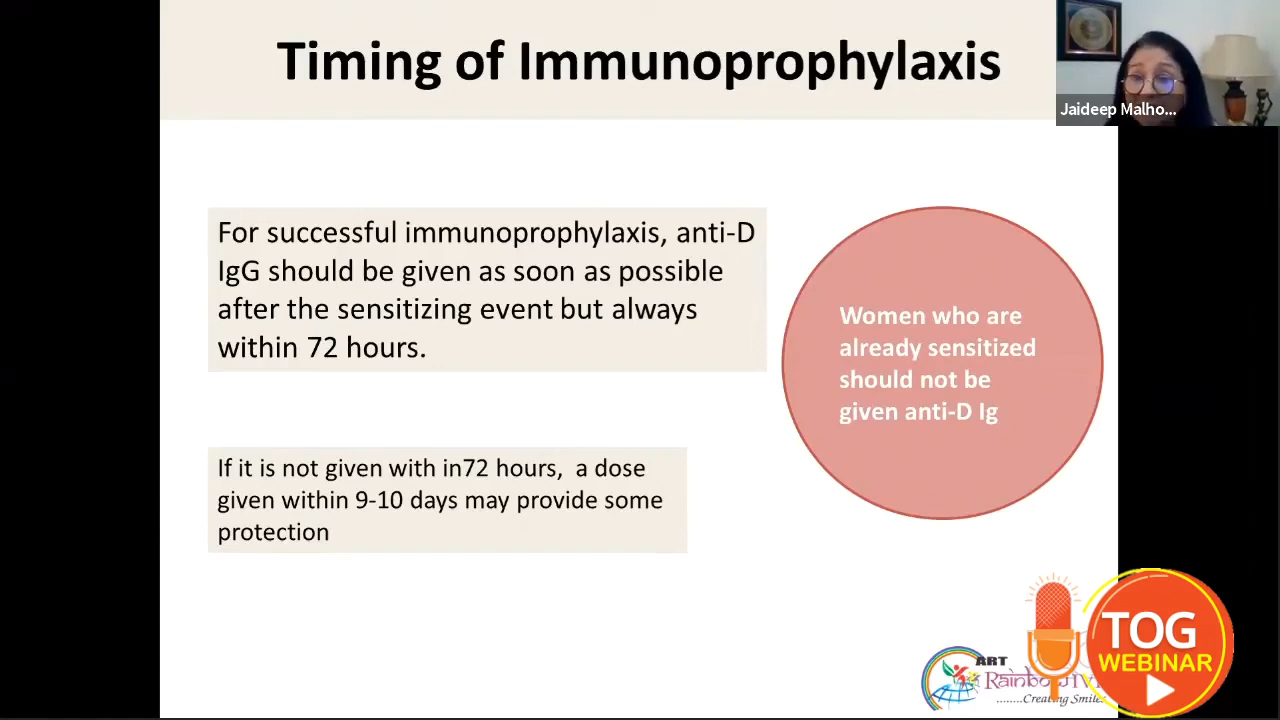 Timing of Immunoprophylaxis
Jaideep Malho...
For successful immunoprophylaxis, anti-D
IgG should be given as soon as possible
after the sensitizing event but always
within 72 hours.
Women who are
already sensitized
should not be
given anti-D Ig
If it is not given with in72 hours,  a dose
given within 9-10 days may provide some
protection
TOG
WEBINAR
ART
Rainbow IV
........Creating Smiles